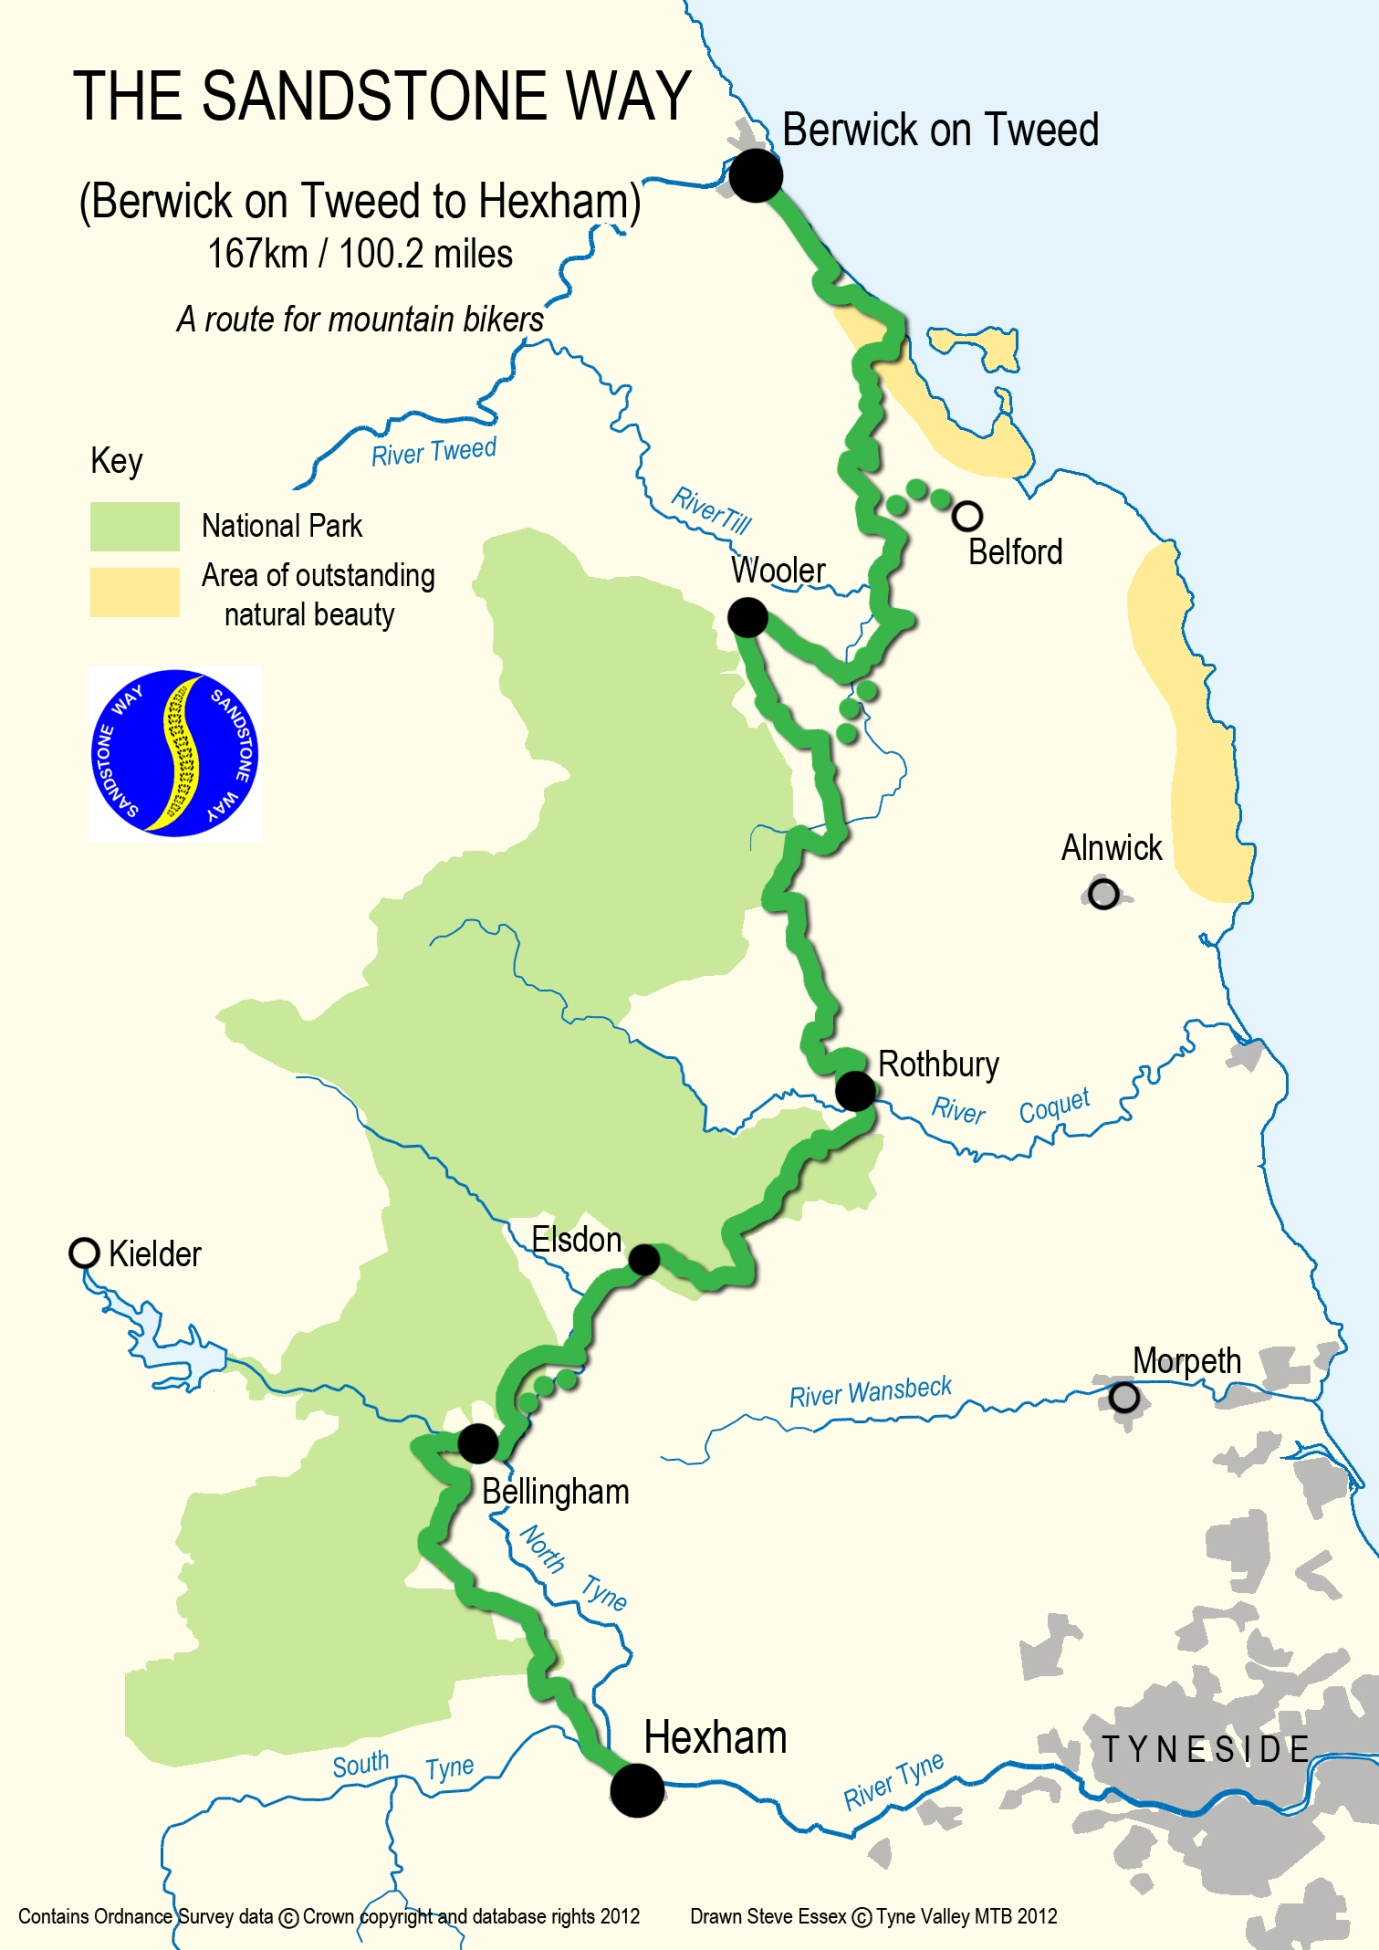 THE SANDSTONE WAY
(Berwick on Tweed to Hexham)
167km / 100.2 miles
A route for mountain bikers
Berwick on Tweed
River Tweed
Key
National Park
Area of outstanding
natural beauty
SANDSTONE WAY
SANDSTONE WAY
RiverTill
Wooler
Belford
Alnwick
Rothbury
River Coquet
Elsdon
Kielder
Morpeth
River Wansbeck
Bellingham
North Tyne
Hexham
TYNESIDE
South Tyne
River Tyne
Contains Ordnance Survey data © Crown copyright and database rights 2012
Drawn Steve Essex © Tyne Valley MTB 2012